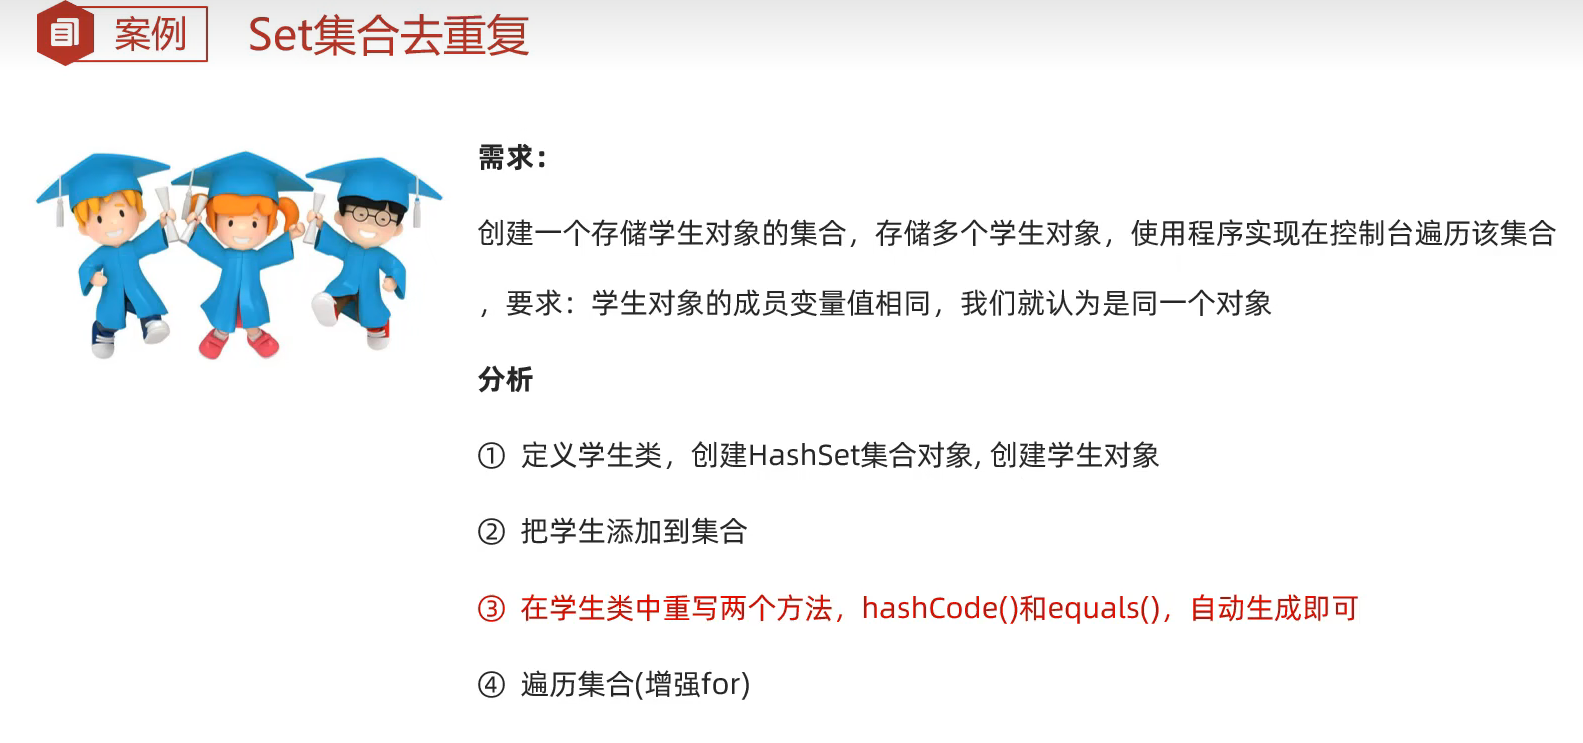 案例
Set集合去重复
需求：
创建一个存储学生对象的集合，存储多个学生对象，使用程序实现在控制台遍历该集合
，要求：学生对象的成员变量值相同，我们就认为是同一个对象
分析
① 定义学生类，创建HashSet集合对象, 创建学生对象
② 把学生添加到集合
③ 在学生类中重写两个方法，hashCode()和equals()，自动生成即可
④ 遍历集合(增强for)